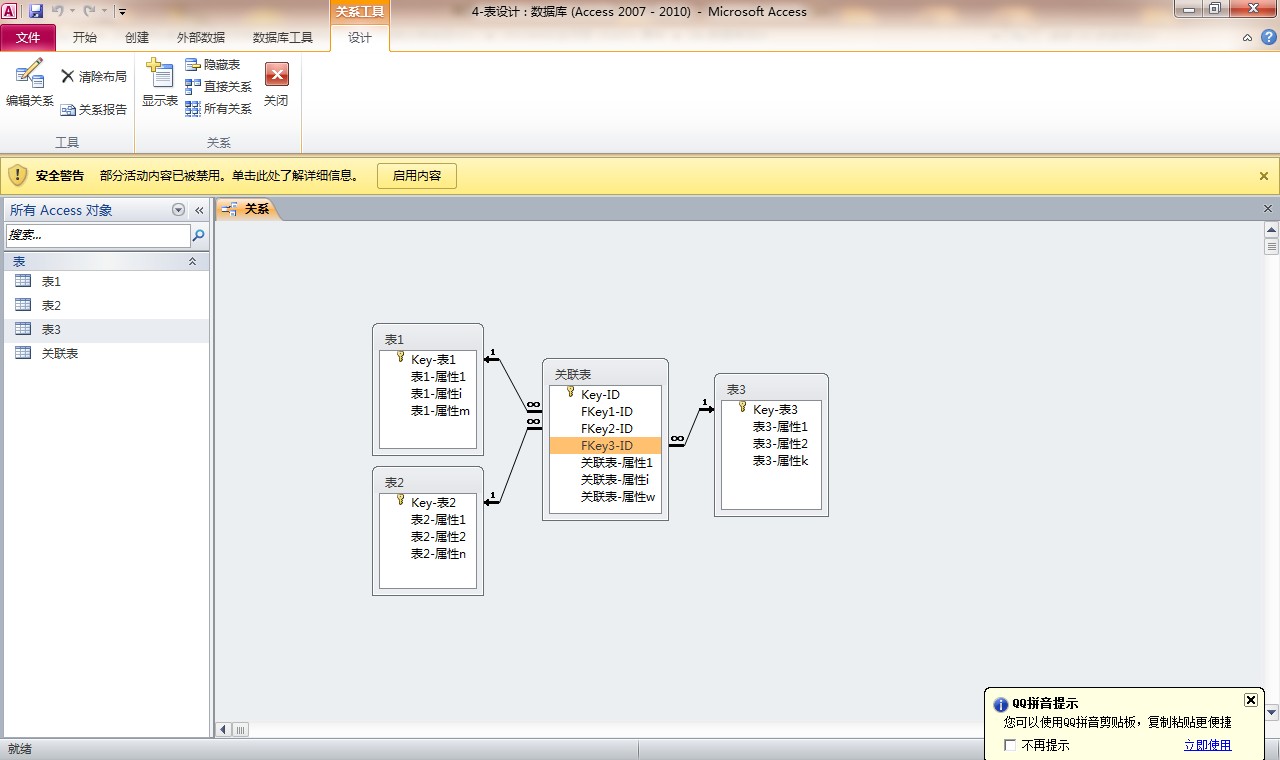 4-表设计 : 数据库 (Access 2007 - 2010) - Microsoft Access
关系工具
文件 开始 创建 外部数据 数据库工具 设计
编辑关系
清除布局
关系报告
工具
显示表
隐藏表
直接关系
所有关系
关闭
关系
安全警告 部分活动内容已被禁用。单击此处了解详细信息。 启用内容
所有 Access 对象
搜索...
表
表1
表2
表3
关联表
关系
表1
Key-表1
表1-属性1
表1-属性i
表1-属性m
表2
Key-表2
表2-属性1
表2-属性2
表2-属性n
关联表
Key-ID
FKey1-ID
FKey2-ID
FKey3-ID
关联表-属性1
关联表-属性i
关联表-属性w
表3
Key-表3
表3-属性1
表3-属性2
表3-属性k
1
∞
∞
1
∞
1
QQ拼音提示
您可以使用QQ拼音剪贴板，复制粘贴更便捷
不再提示 立即使用
就绪